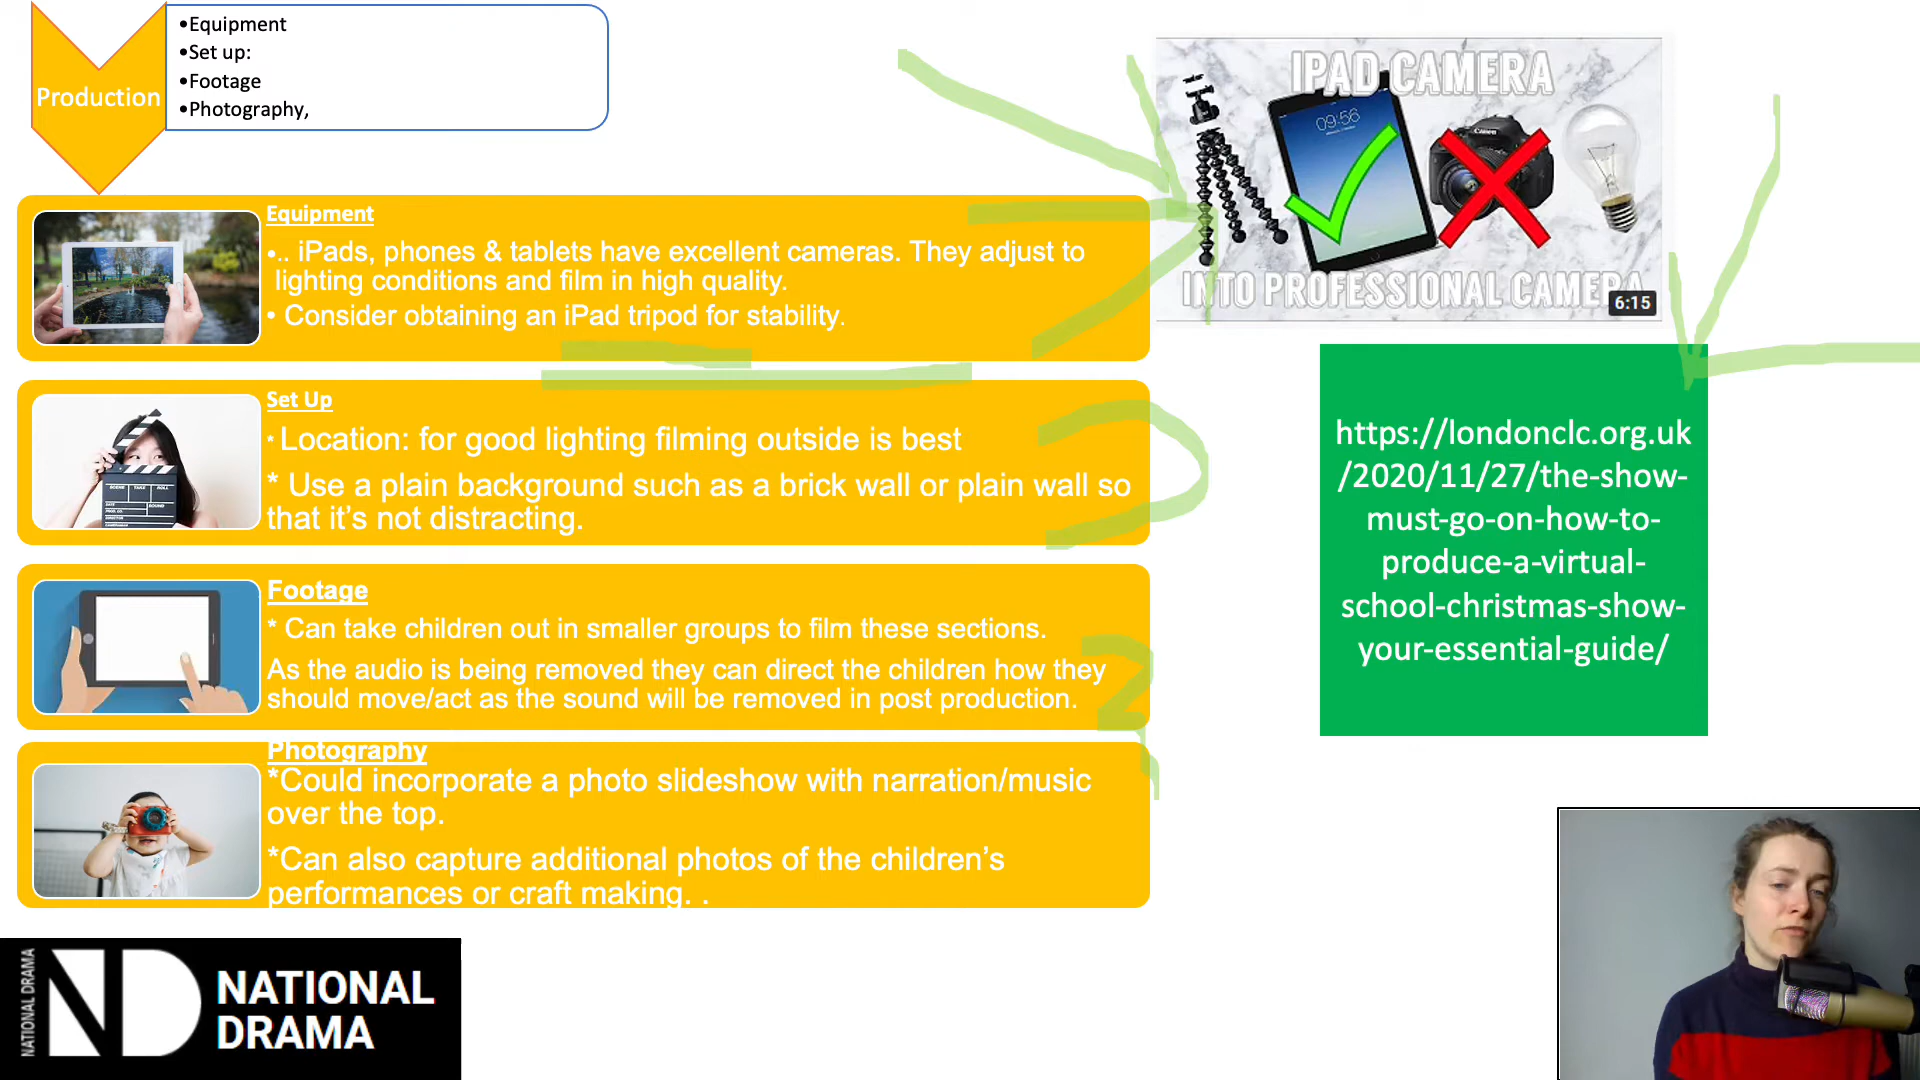 •Equipment
•Set up:
•Footage
•Photography,
Production
Equipment
•.. iPads, phones & tablets have excellent cameras. They adjust to
lighting conditions and film in high quality.
• Consider obtaining an iPad tripod for stability.
Set Up
* Location: for good lighting filming outside is best
* Use a plain background such as a brick wall or plain wall so
that it’s not distracting.
Footage
* Can take children out in smaller groups to film these sections.
As the audio is being removed they can direct the children how they
should move/act as the sound will be removed in post production.
Photography
*Could incorporate a photo slideshow with narration/music
over the top.
*Can also capture additional photos of the children’s
performances or craft making. .
IPAD CAMERA
09:56
Canon
INTO PROFESSIONAL CAMERA
6:15
https://londonclc.org.uk
/2020/11/27/the-show-
must-go-on-how-to-
produce-a-virtual-
school-christmas-show-
your-essential-guide/
2
NATIONAL DRAMA
ND
NATIONAL
DRAMA